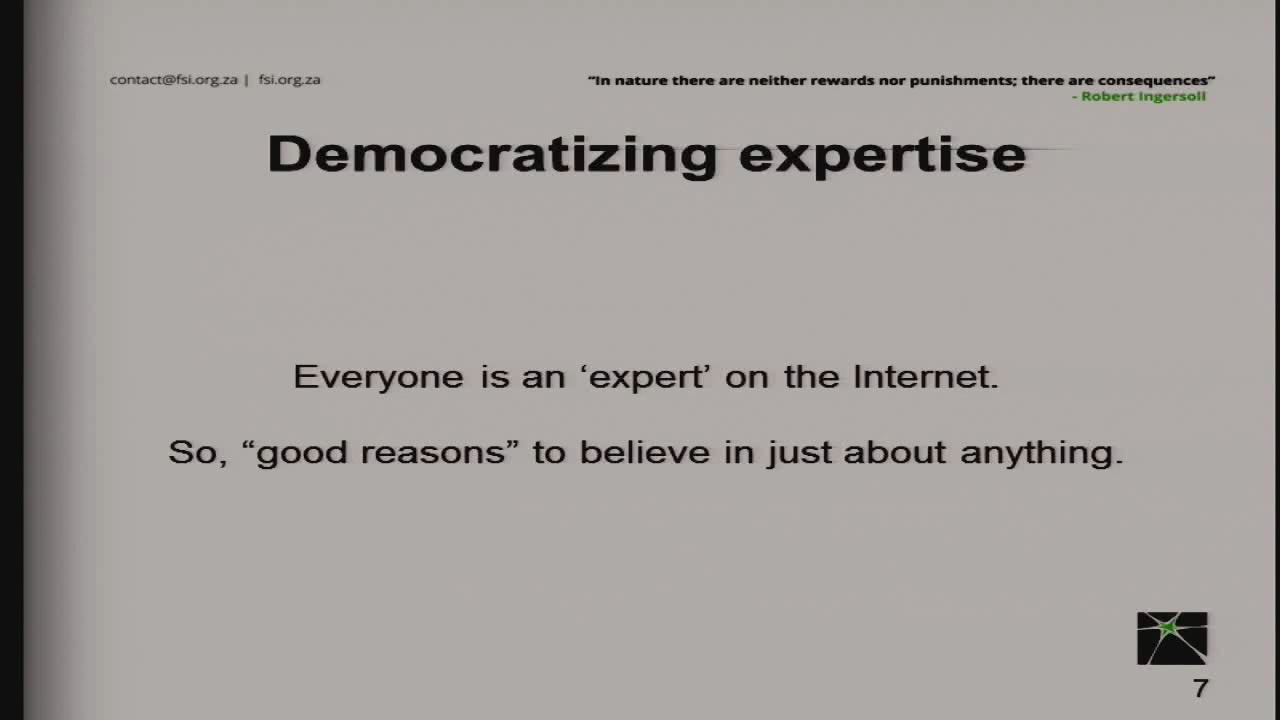 contact@fsi.org.za | fsi.org.za
“In nature there are neither rewards nor punishments; there are consequences”
- Robert Ingersoll
Democratizing expertise
Everyone is an ‘expert’ on the Internet.
So, “good reasons” to believe in just about anything.
7